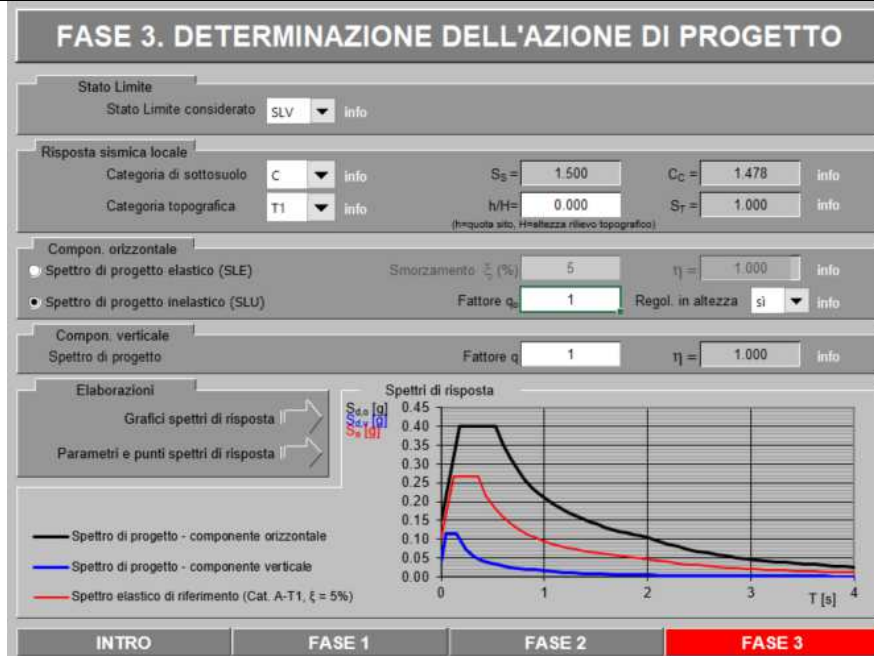 FASE 3. DETERMINAZIONE DELL'AZIONE DI PROGETTO
Stato Limite
Stato Limite considerato SLV info
Risposta sismica locale
Categoria di sottosuolo C info S_S = 1.500 C_C = 1.478 info
Categoria topografica T1 info h/H= 0.000 S_T = 1.000 info
(h=quota sito, H=altezza rilievo topografico)
Compon. orizzontale
Spettro di progetto elastico (SLE) Smorzamento ξ (%) 5 η = 1.000 info
Spettro di progetto inelastico (SLU) Fattore q_o 1 Regol. in altezza sì info
Compon. verticale
Spettro di progetto Fattore q 1 η = 1.000 info
Elaborazioni
Grafici spettri di risposta
Parametri e punti spettri di risposta
Spettri di risposta
S_d,o [g]
S_d,v [g]
S_e [g]
0.45
0.40
0.35
0.30
0.25
0.20
0.15
0.10
0.05
0.00
0 1 2 3 4
T [s]
Spettro di progetto - componente orizzontale
Spettro di progetto - componente verticale
Spettro elastico di riferimento (Cat. A-T1, ξ = 5%)
INTRO FASE 1 FASE 2 FASE 3